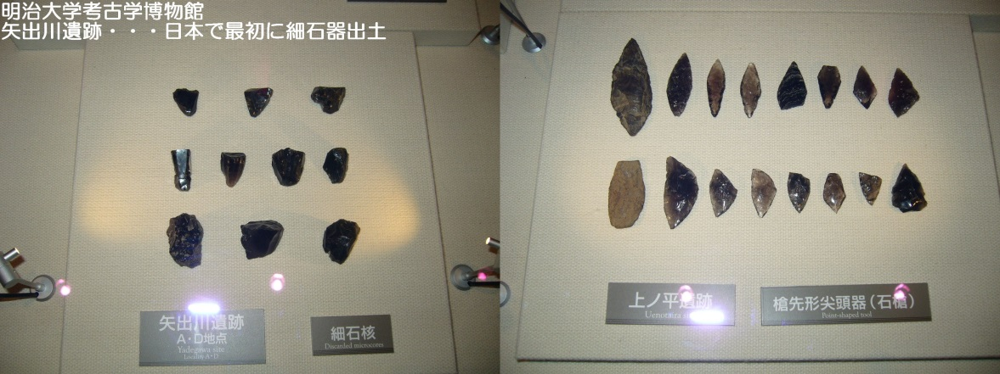 明治大学考古学博物館
矢出川遺跡・・・日本で最初に細石器出土
矢出川遺跡
A・D地点
Yadegawa site
Locality A・D
細石核
Discarded microcores
上ノ平遺跡
Uenotaira
槍先形尖頭器（石槍）
Point-shaped tool